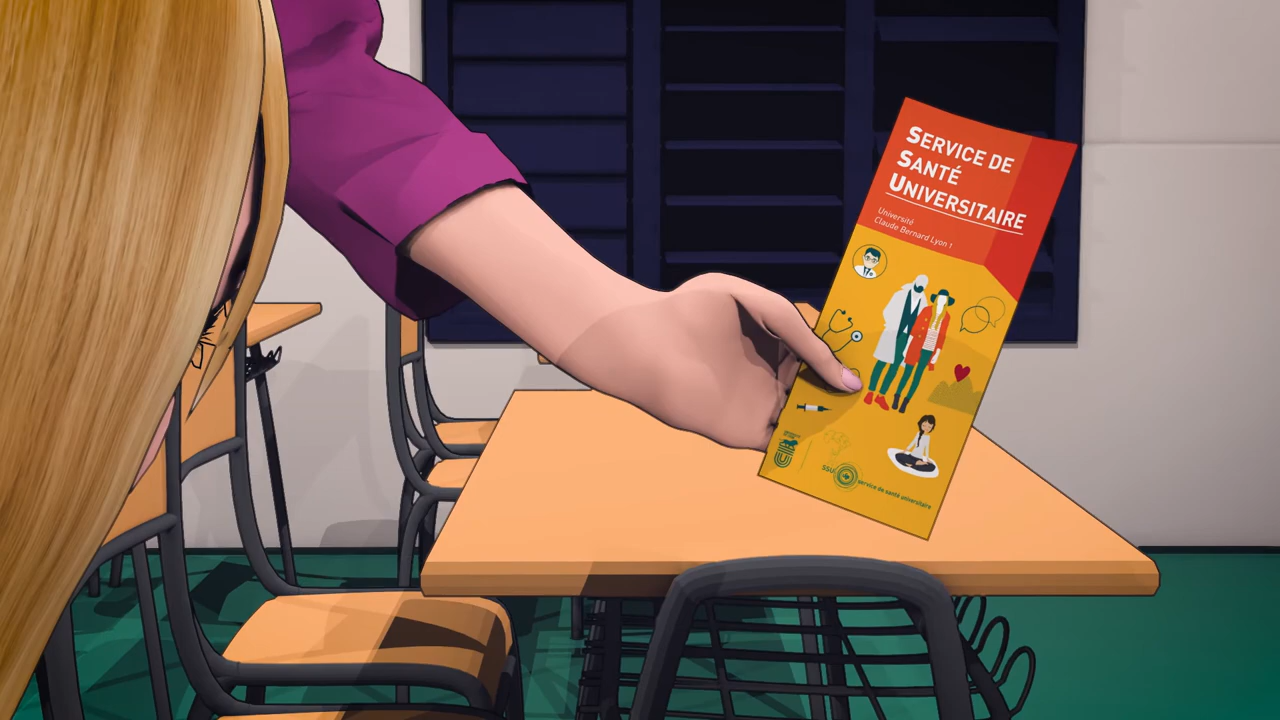 SERVICE DE
SANTÉ
UNIVERSITAIRE
Université
Claude Bernard Lyon 1
SSU
service de santé universitaire